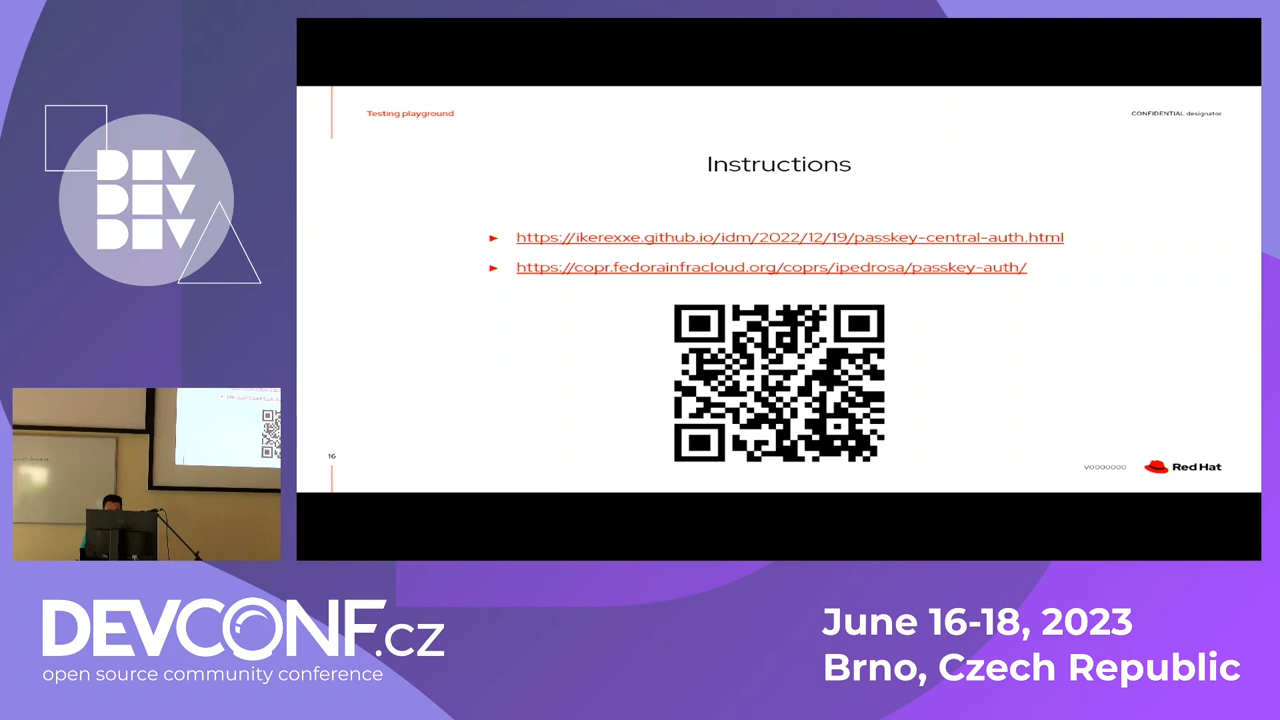 DEV
DEV
DEV
Testing playground
CONFIDENTIAL designator
Instructions
► https://ikerexxe.github.io/idm/2022/12/19/passkey-central-auth.html
► https://copr.fedorainfracloud.org/coprs/ipedrosa/passkey-auth/
16
V0000000
Red Hat
DEVCONF.CZ
open source community conference
June 16-18, 2023
Brno, Czech Republic